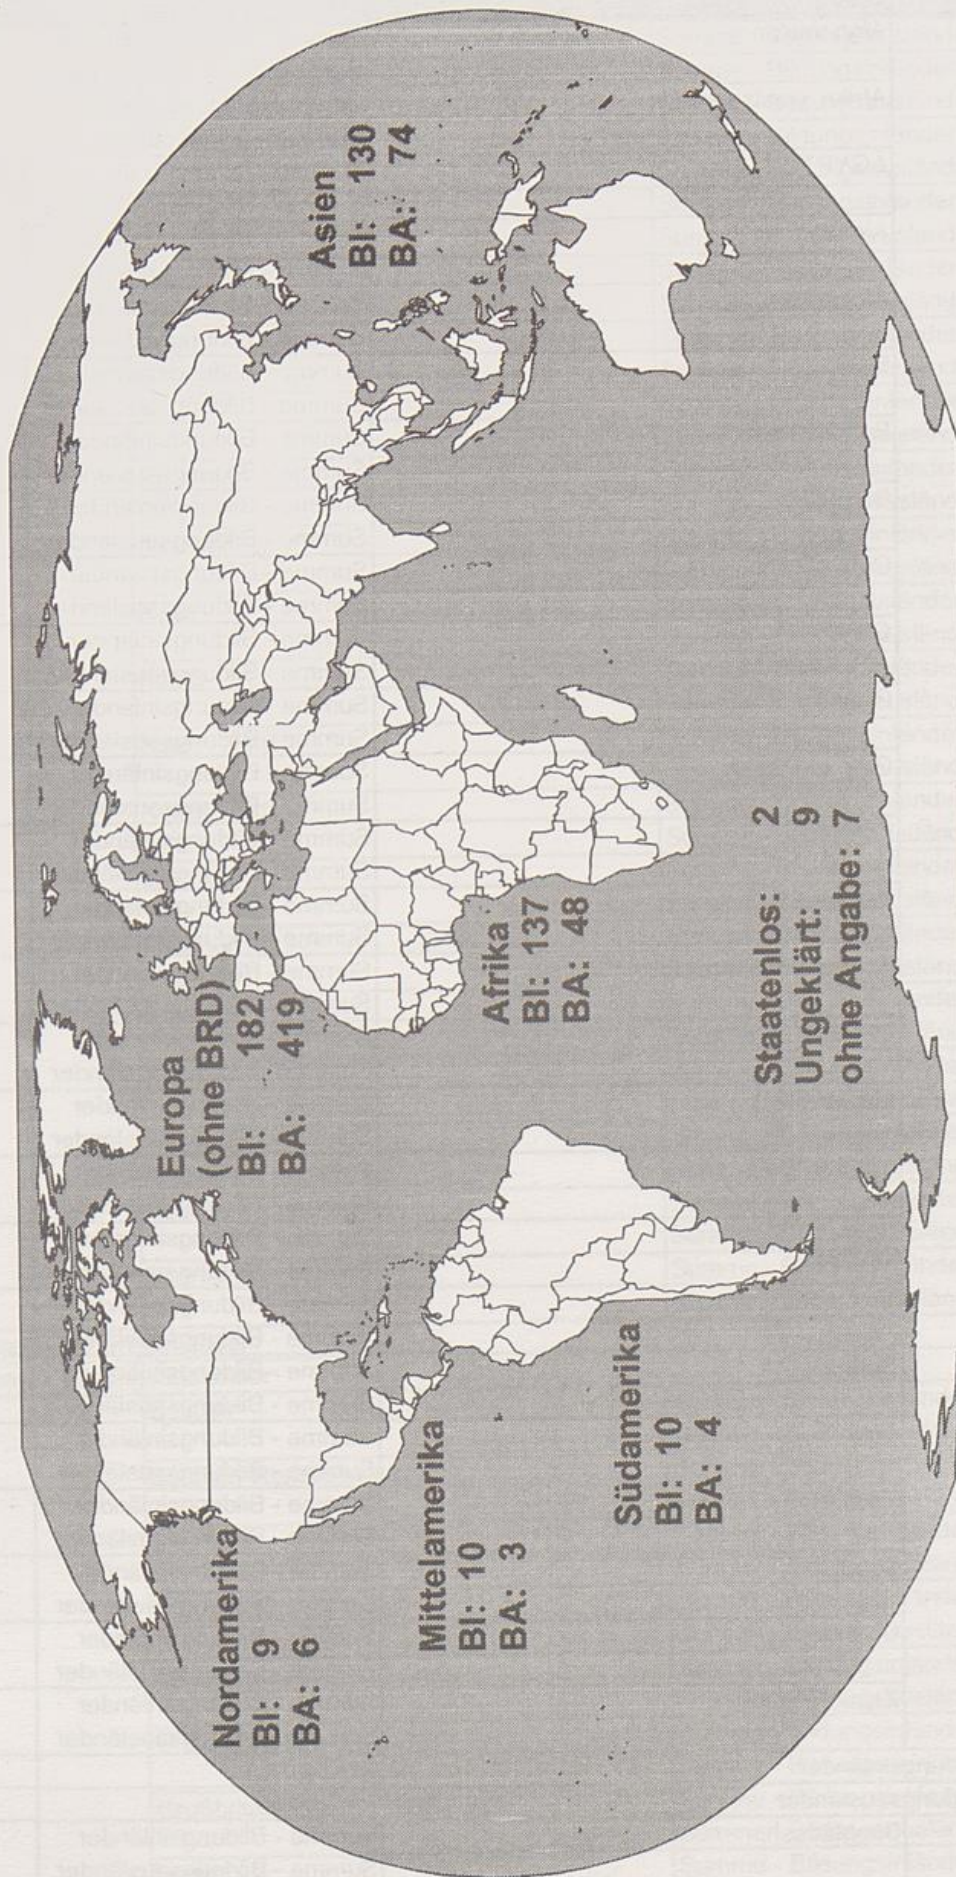 Nordamerika
BI: 9
BA: 6
Europa
(ohne BRD)
BI: 182
BA: 419
Asien
BI: 130
BA: 74
Mittelamerika
BI: 10
BA: 3
Afrika
BI: 137
BA: 48
Südamerika
BI: 10
BA: 4
Staatenlos: 2
Ungeklärt: 9
ohne Angabe: 7